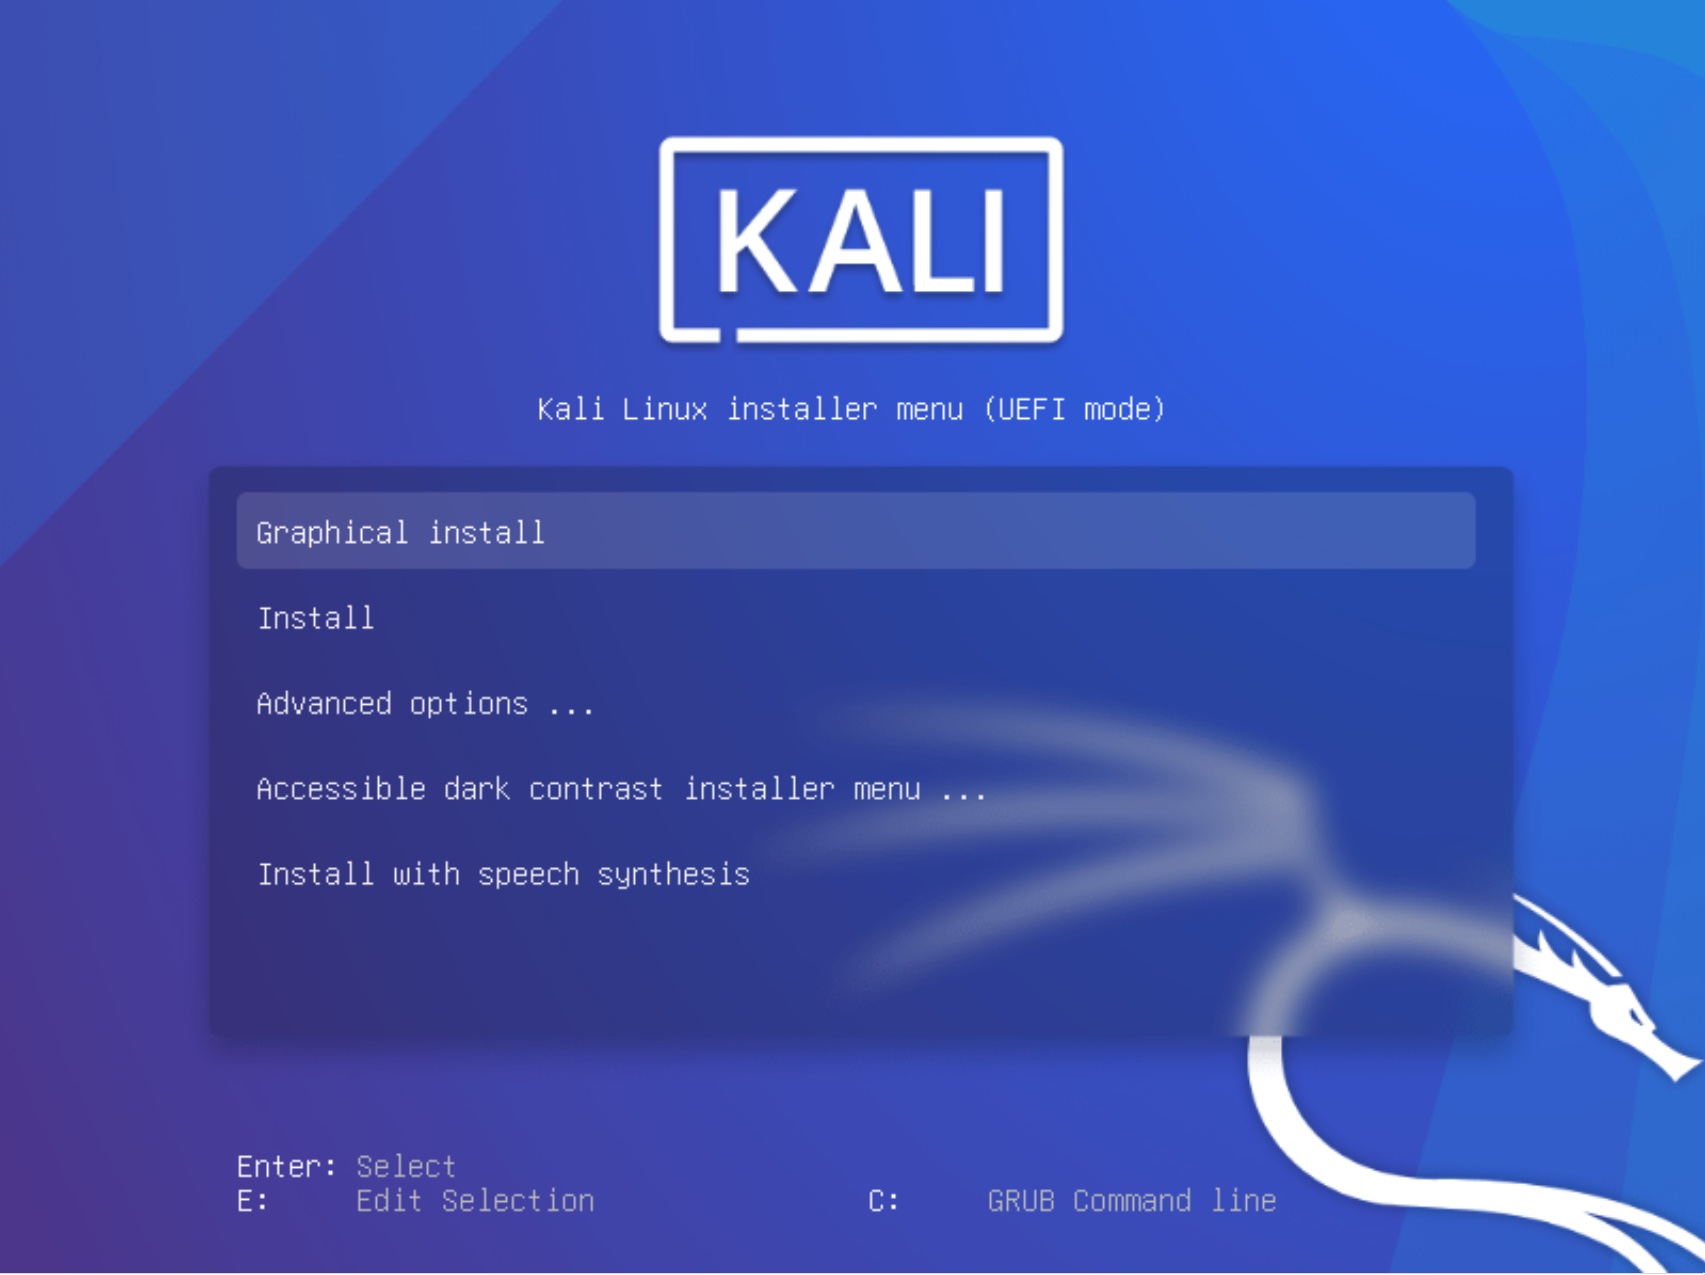 KALI
Kali Linux installer menu (UEFI mode)
Graphical install
Install
Advanced options ...
Accessible dark contrast installer menu ...
Install with speech synthesis
Enter: Select
E: Edit Selection C: GRUB Command line